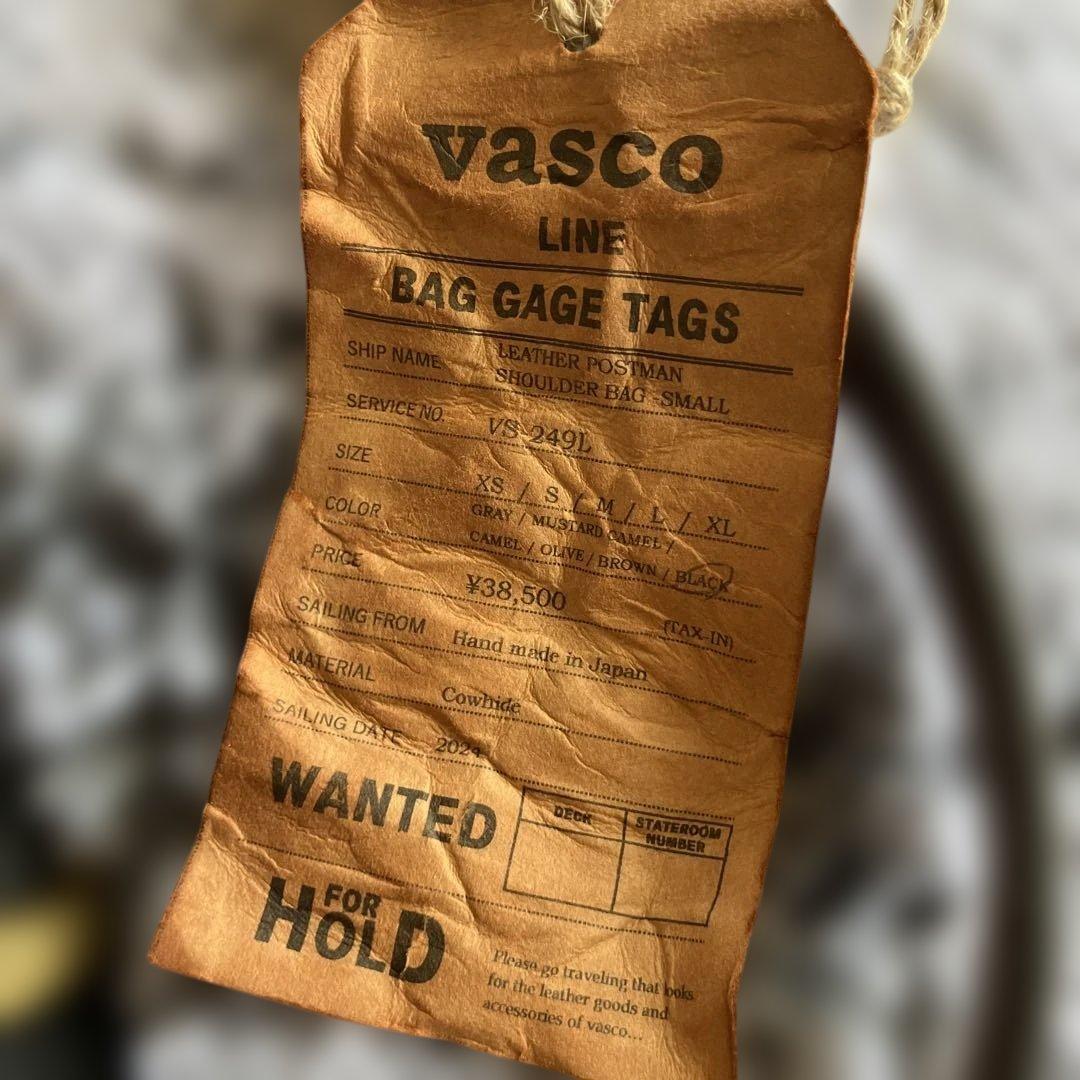 vasco
LINE
BAG GAGE TAGS
SHIP NAME LEATHER POSTMAN
SHOULDER BAG -SMALL
SERVICE NO. VS-249L
SIZE XS / S / M / L / XL
COLOR GRAY / MUSTARD CAMEL /
CAMEL / OLIVE / BROWN / BLACK
PRICE ¥38,500 (TAX-IN)
SAILING FROM Hand made in Japan
MATERIAL Cowhide
SAILING DATE 2024
WANTED
DECK STATEROOM
NUMBER
FOR
HOLD
Please go traveling that looks
for the leather goods and
accessories of vasco...